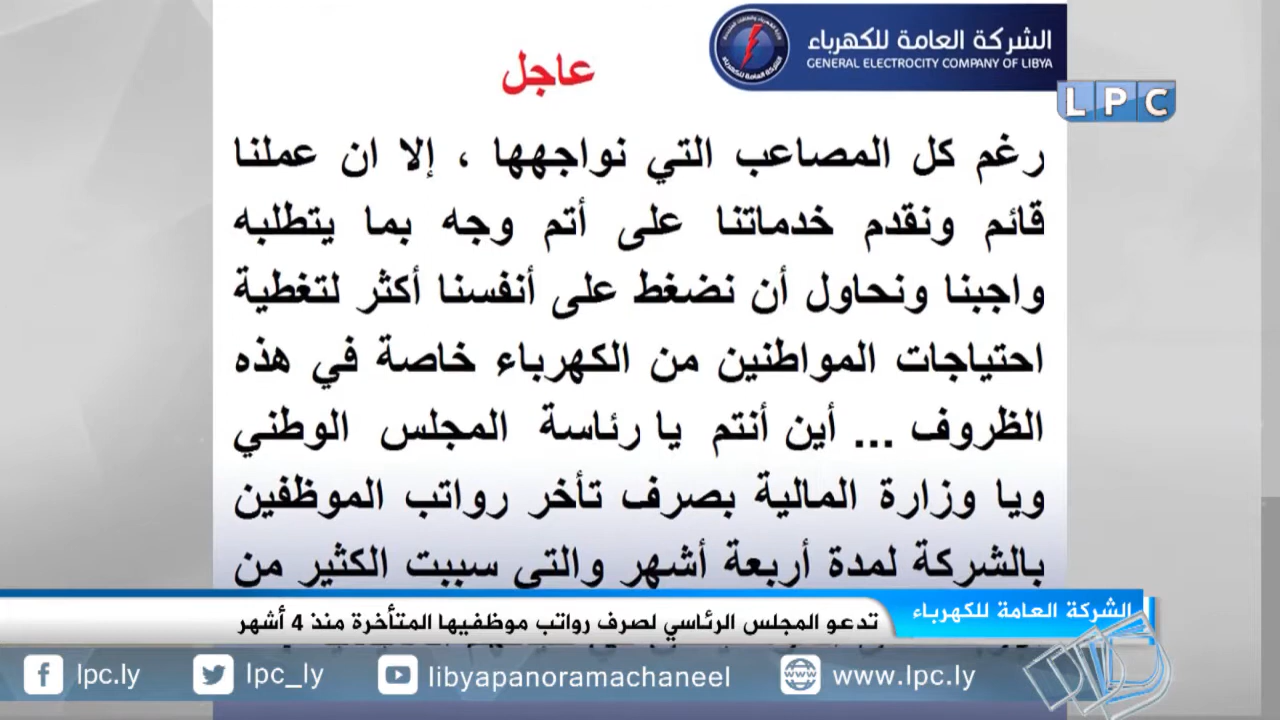 الشركة العامة للكهرباء
GENERAL ELECTROCITY COMPANY OF LIBYA
عاجل
LPC
رغم كل المصاعب التي نواجهها ، إلا ان عملنا
قائم ونقدم خدماتنا على أتم وجه بما يتطلبه
واجبنا ونحاول أن نضغط على أنفسنا أكثر لتغطية
احتياجات المواطنين من الكهرباء خاصة في هذه
الظروف ... أين أنتم يا رئاسة المجلس الوطني
ويا وزارة المالية بصرف تأخر رواتب الموظفين
بالشركة لمدة أربعة أشهر والتى سببت الكثير من
الشركة العامة للكهرباء
تدعو المجلس الرئاسي لصرف رواتب موظفيها المتأخرة منذ 4 أشهر
lpc.ly
lpc_ly
libyapanoramachaneel
www.lpc.ly